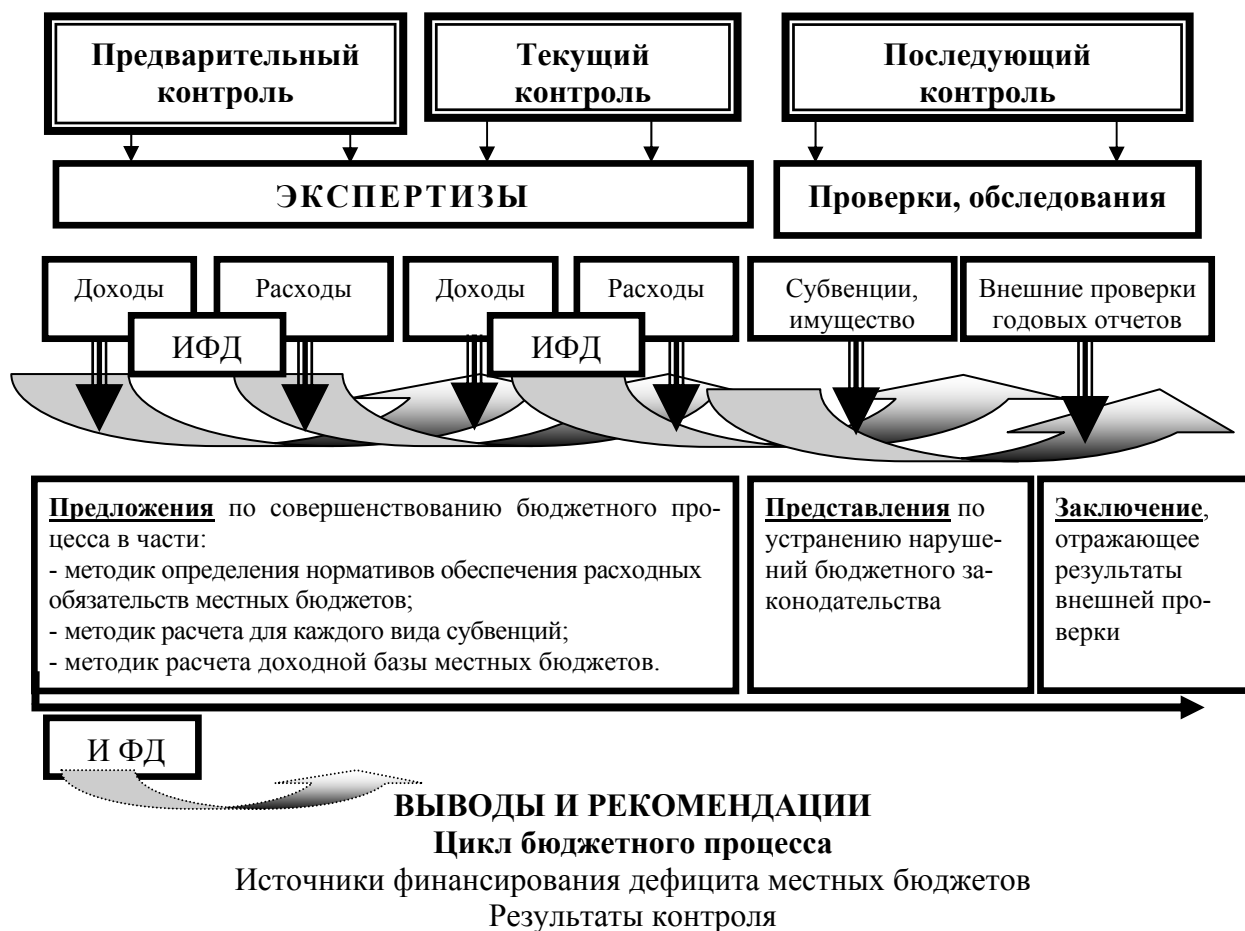 Предварительный
контроль
Текущий
контроль
Последующий
контроль
ЭКСПЕРТИЗЫ
Проверки, обследования
Доходы
Расходы
ИФД
Доходы
Расходы
ИФД
Субвенции,
имущество
Внешние проверки
годовых отчетов
Предложения по совершенствованию бюджетного про-
цесса в части:
- методик определения нормативов обеспечения расходных
обязательств местных бюджетов;
- методик расчета для каждого вида субвенций;
- методик расчета доходной базы местных бюджетов.
Представления по
устранению наруше-
ний бюджетного за-
конодательства
Заключение,
отражающее
результаты
внешней про-
верки
И ФД
ВЫВОДЫ И РЕКОМЕНДАЦИИ
Цикл бюджетного процесса
Источники финансирования дефицита местных бюджетов
Результаты контроля